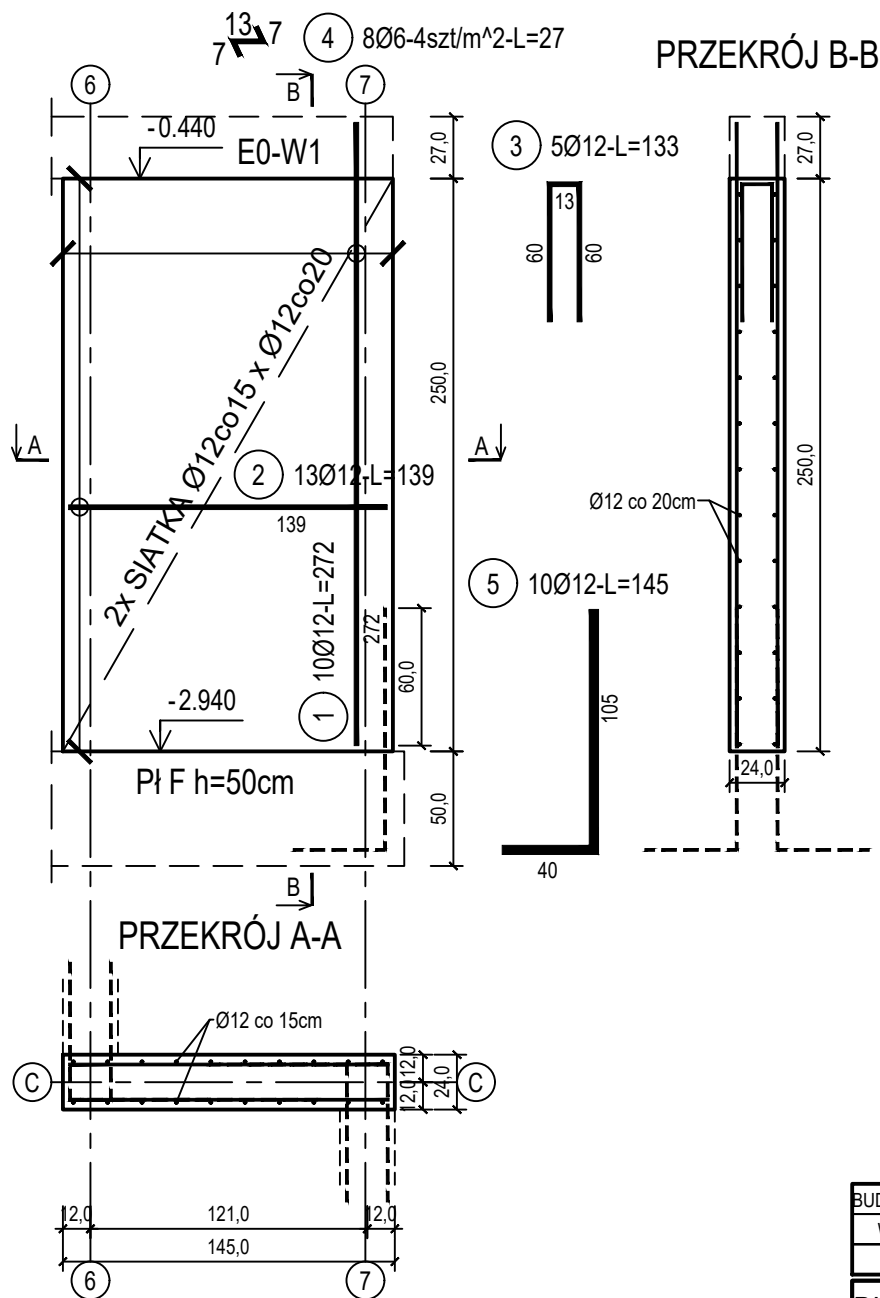 13
7
7
4
8Ø6-4szt/m^2-L=27
PRZEKRÓJ B-B
B
6
7
-0.440
E0-W1
27,0
3
5Ø12-L=133
13
60
60
27,0
2x SIATKA Ø12co15 x Ø12co20
250,0
A
A
2
13Ø12-L=139
139
Ø12 co 20cm
250,0
1
10Ø12-L=272
272
60,0
5
10Ø12-L=145
105
40
-2.940
Pł F h=50cm
50,0
24,0
B
PRZEKRÓJ A-A
Ø12 co 15cm
C
12,0
12,0
24,0
C
12,0
121,0
12,0
145,0
6
7